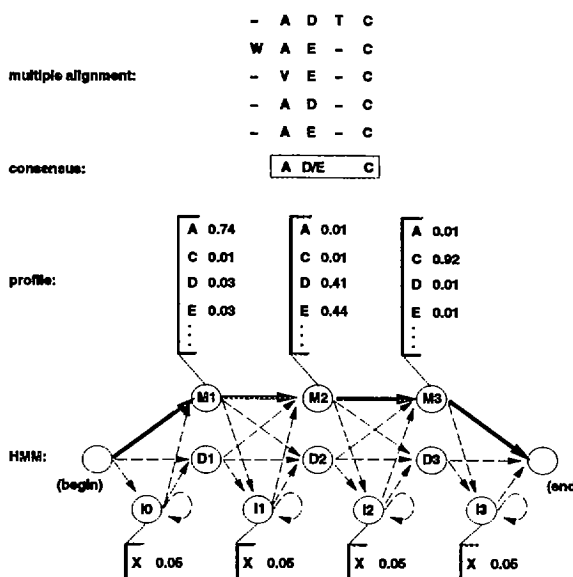 - A D T C
W A E - C
multiple alignment: - V E - C
- A D - C
- A E - C
consensus: A D/E C
A 0.74 A 0.01 A 0.01
C 0.01 C 0.01 C 0.92
profile: D 0.03 D 0.41 D 0.01
E 0.03 E 0.44 E 0.01
M1 M2 M3
HMM: D1 D2 D3
(begin) (end
I0 I1 I2 I3
X 0.05 X 0.05 X 0.05 X 0.05